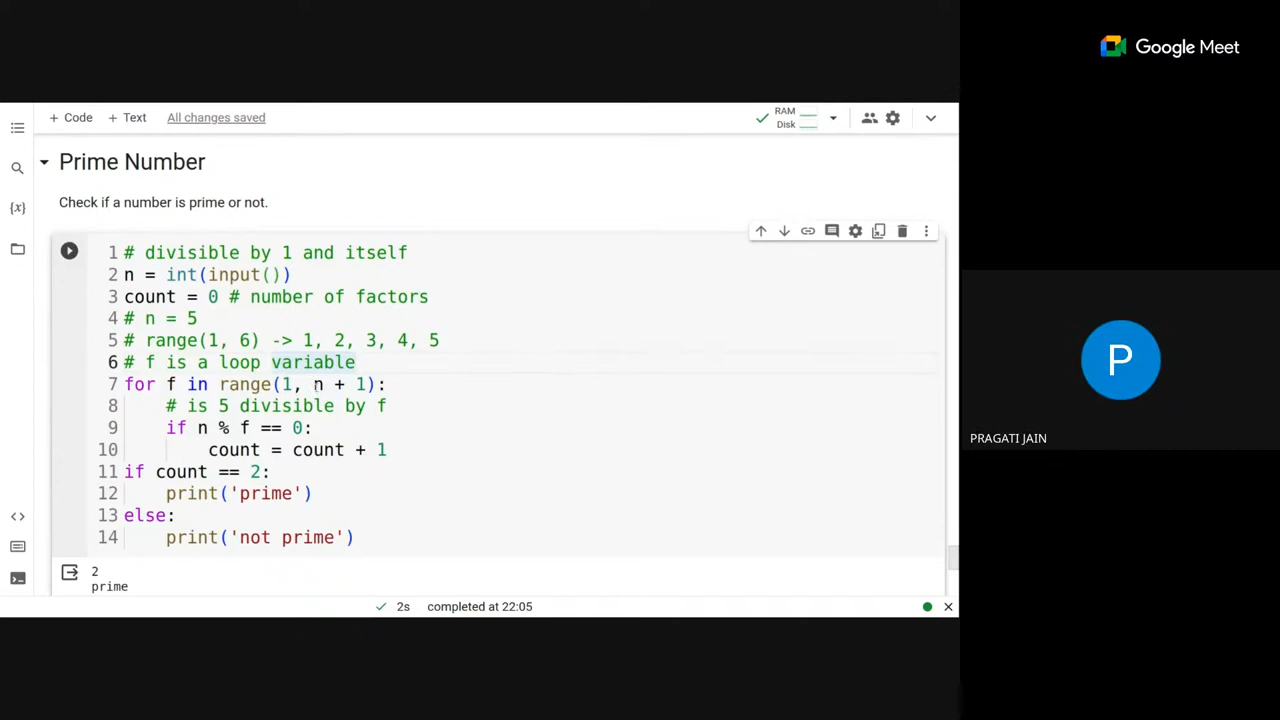 Google Meet
+ Code + Text All changes saved
RAM
Disk
Prime Number
Check if a number is prime or not.
1 # divisible by 1 and itself
2 n = int(input())
3 count = 0 # number of factors
4 # n = 5
5 # range(1, 6) -> 1, 2, 3, 4, 5
6 # f is a loop variable
7 for f in range(1, n + 1):
8     # is 5 divisible by f
9     if n % f == 0:
10         count = count + 1
11 if count == 2:
12     print('prime')
13 else:
14     print('not prime')
2
prime
2s completed at 22:05
P
PRAGATI JAIN